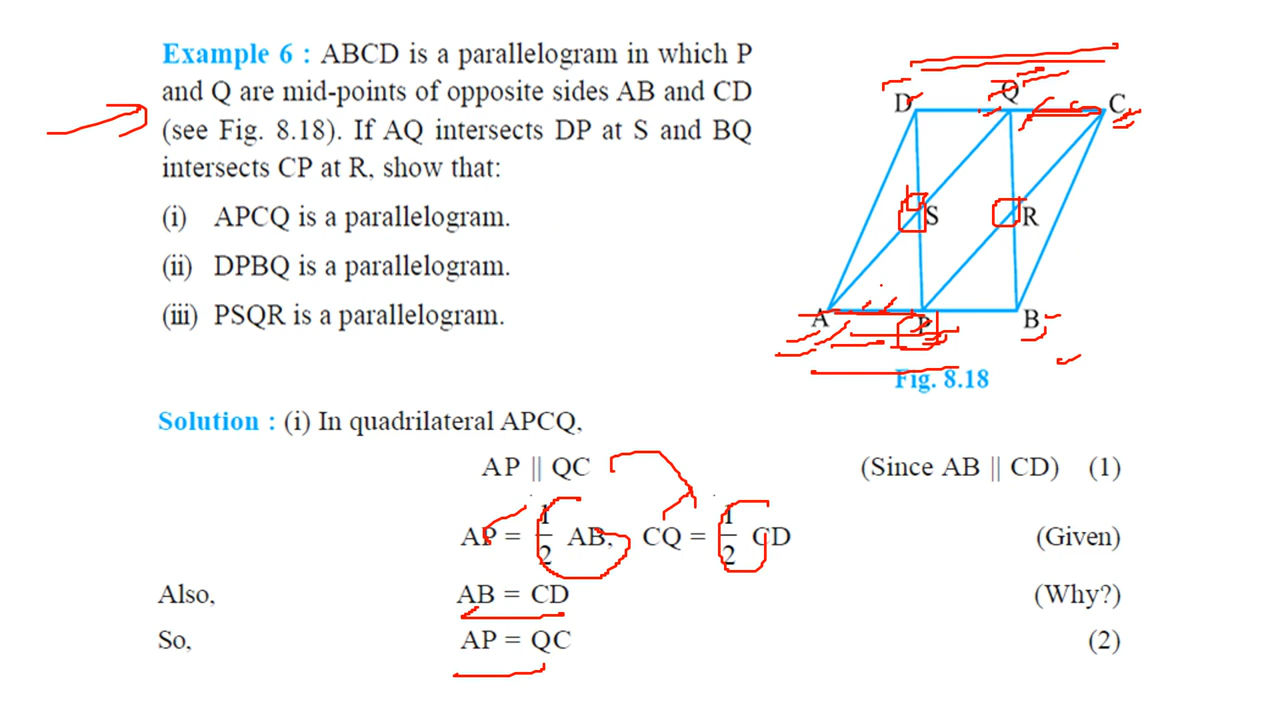 Example 6 : ABCD is a parallelogram in which P
and Q are mid-points of opposite sides AB and CD
(see Fig. 8.18). If AQ intersects DP at S and BQ
intersects CP at R, show that:
(i) APCQ is a parallelogram.
(ii) DPBQ is a parallelogram.
(iii) PSQR is a parallelogram.
D Q C
S R
A P B
Fig. 8.18
Solution : (i) In quadrilateral APCQ,
AP || QC (Since AB || CD) (1)
AP = 1/2 AB, CQ = 1/2 CD (Given)
Also, AB = CD (Why?)
So, AP = QC (2)